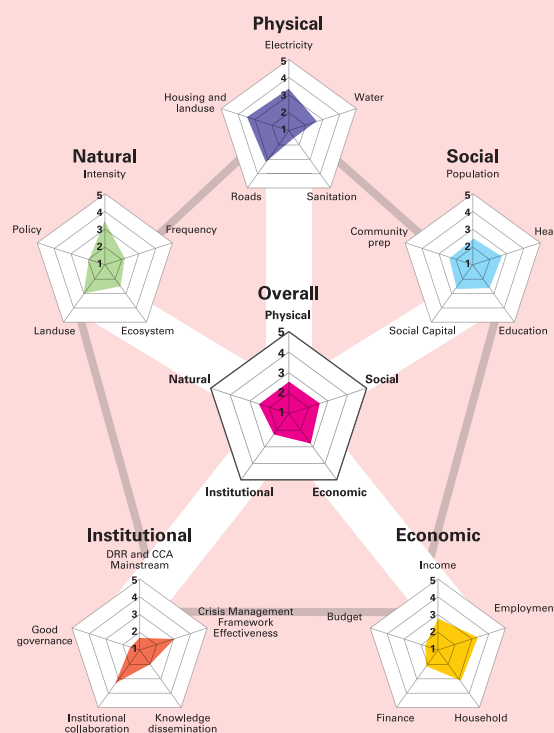 Physical
Electricity
5
4
3
2
1
Housing and
landuse
Water
Roads
Sanitation
Natural
Intensity
5
4
3
2
1
Policy
Frequency
Landuse
Ecosystem
Social
Population
5
4
3
2
1
Community
prep
Hea
Social Capital
Education
Overall
Physical
5
4
3
2
1
Natural
Social
Institutional
Economic
Institutional
DRR and CCA
Mainstream
5
4
3
2
1
Good
governance
Crisis Management
Framework
Effectiveness
Institutional
collaboration
Knowledge
dissemination
Economic
Income
5
4
3
2
1
Budget
Employment
Finance
Household